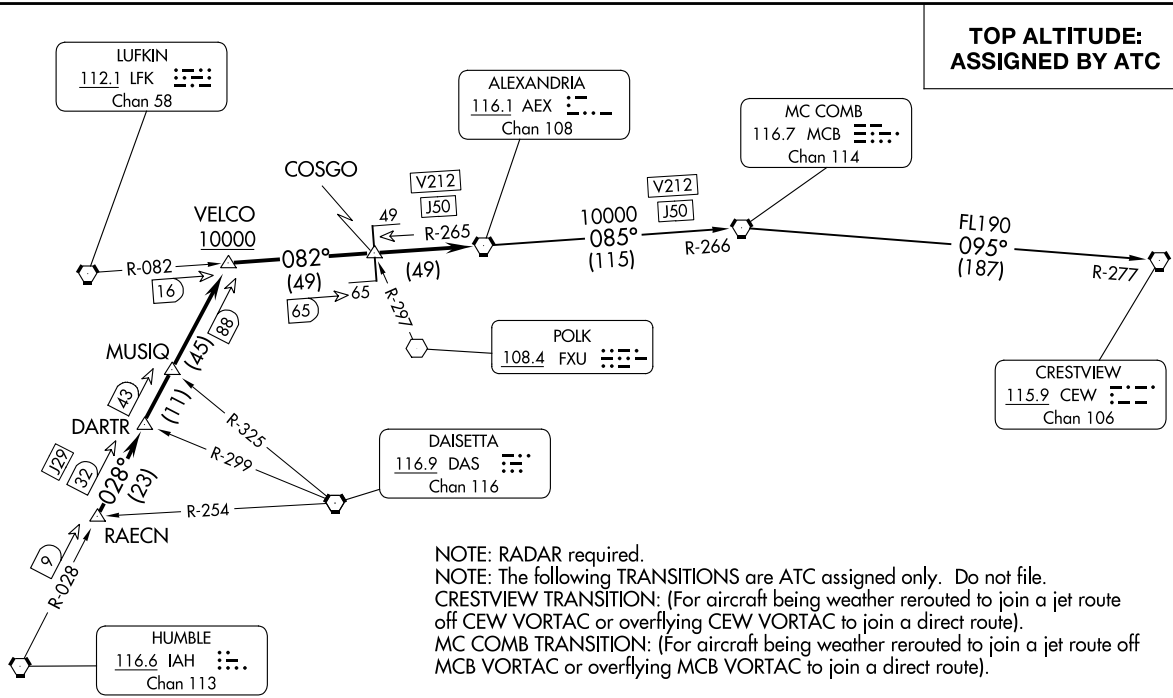 TOP ALTITUDE:
ASSIGNED BY ATC
LUFKIN
112.1 LFK
Chan 58
ALEXANDRIA
116.1 AEX
Chan 108
MC COMB
116.7 MCB
Chan 114
COSGO
V212
J50
VELCO
10000
49
R-265
10000
V212
J50
085°
(115)
R-266
FL190
095°
(187)
R-277
R-082
16
082°
(49)
(49)
65
65
R-297
88
MUSIQ
(45)
POLK
108.4 FXU
CRESTVIEW
115.9 CEW
Chan 106
43
(11)
DARTR
R-325
R-299
J29
32
028°
(23)
DAISETTA
116.9 DAS
Chan 116
R-254
RAECN
9
R-028
HUMBLE
116.6 IAH
Chan 113
NOTE: RADAR required.
NOTE: The following TRANSITIONS are ATC assigned only. Do not file.
CRESTVIEW TRANSITION: (For aircraft being weather rerouted to join a jet route
off CEW VORTAC or overflying CEW VORTAC to join a direct route).
MC COMB TRANSITION: (For aircraft being weather rerouted to join a jet route off
MCB VORTAC or overflying MCB VORTAC to join a direct route).